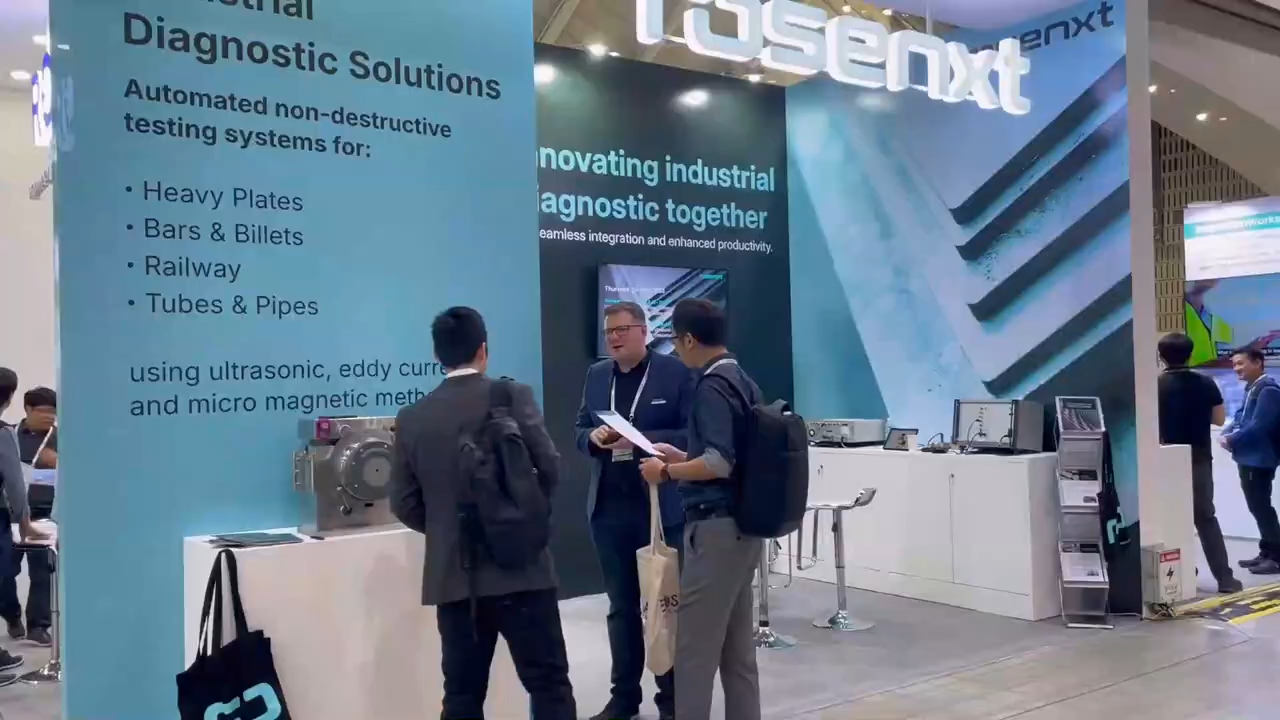 Diagnostic Solutions
Automated non-destructive
testing systems for:
• Heavy Plates
• Bars & Billets
• Railway
• Tubes & Pipes
using ultrasonic, eddy curre
and micro magnetic meth
rosenxt
senxt
nnovating industrial
iagnostic together
eamless integration and enhanced productivity.